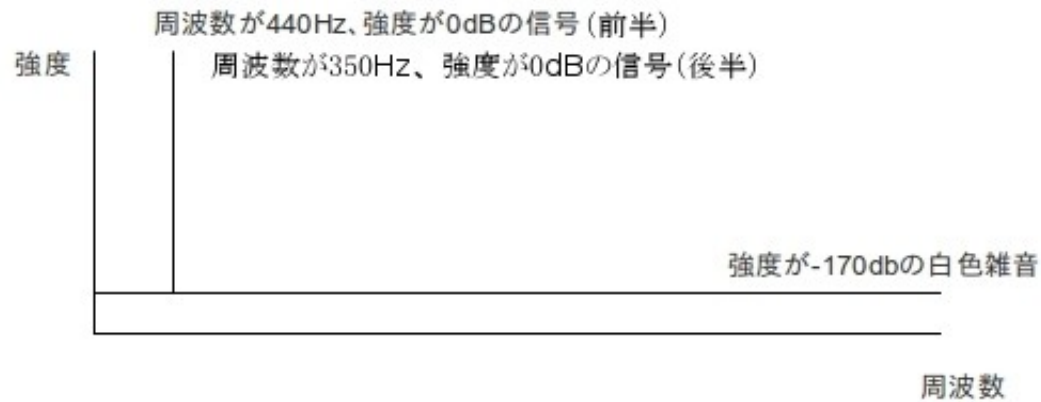 周波数が440Hz、強度が0dBの信号(前半)
強度
周波数が350Hz、強度が0dBの信号(後半)
強度が-170dbの白色雑音
周波数